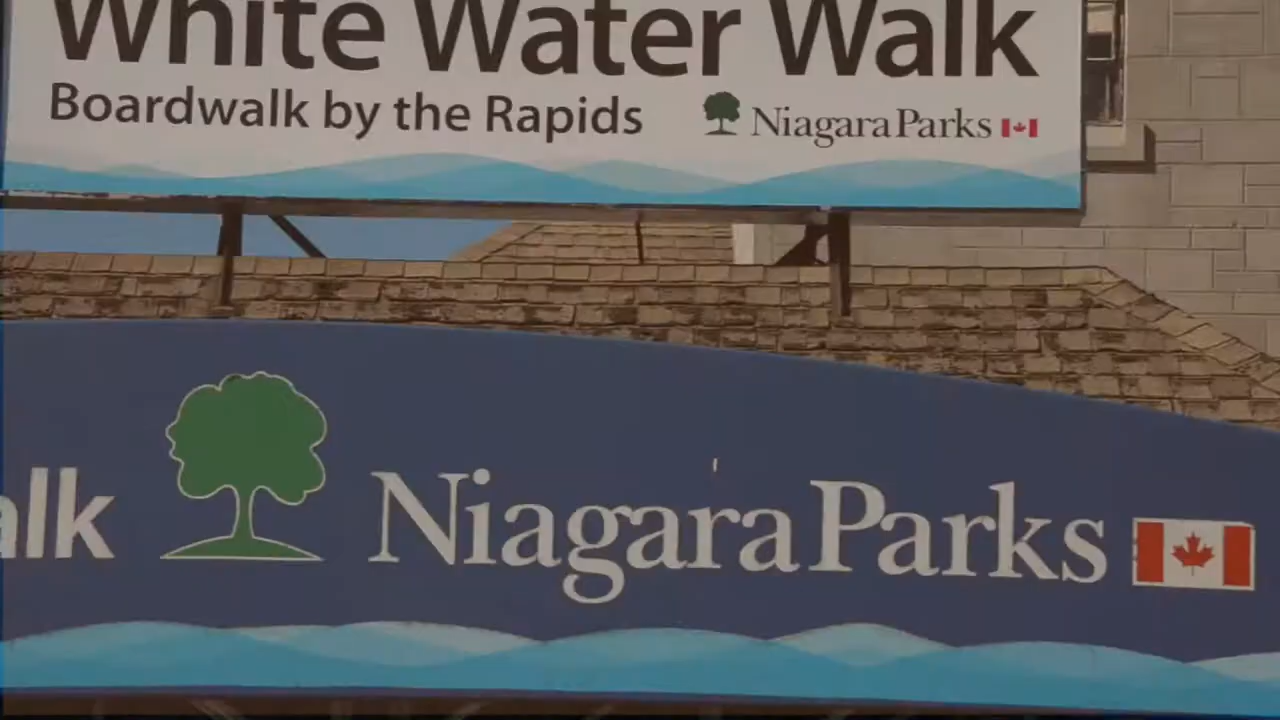 White Water Walk
Boardwalk by the Rapids
Niagara Parks
alk
Niagara Parks